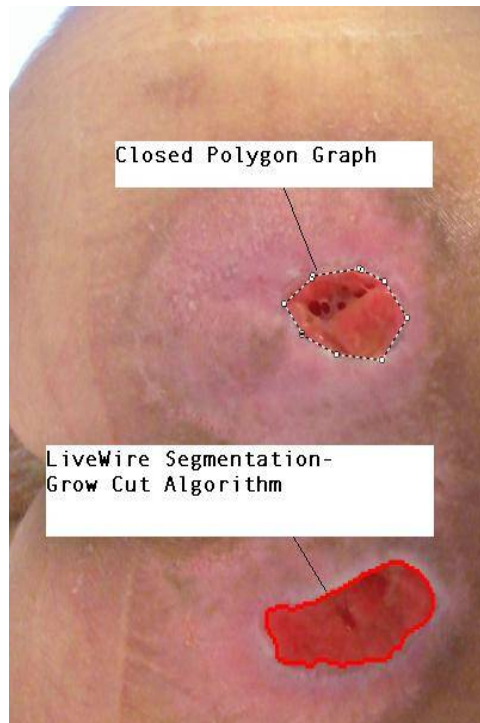 Closed Polygon Graph
LiveWire Segmentation-
Grow Cut Algorithm